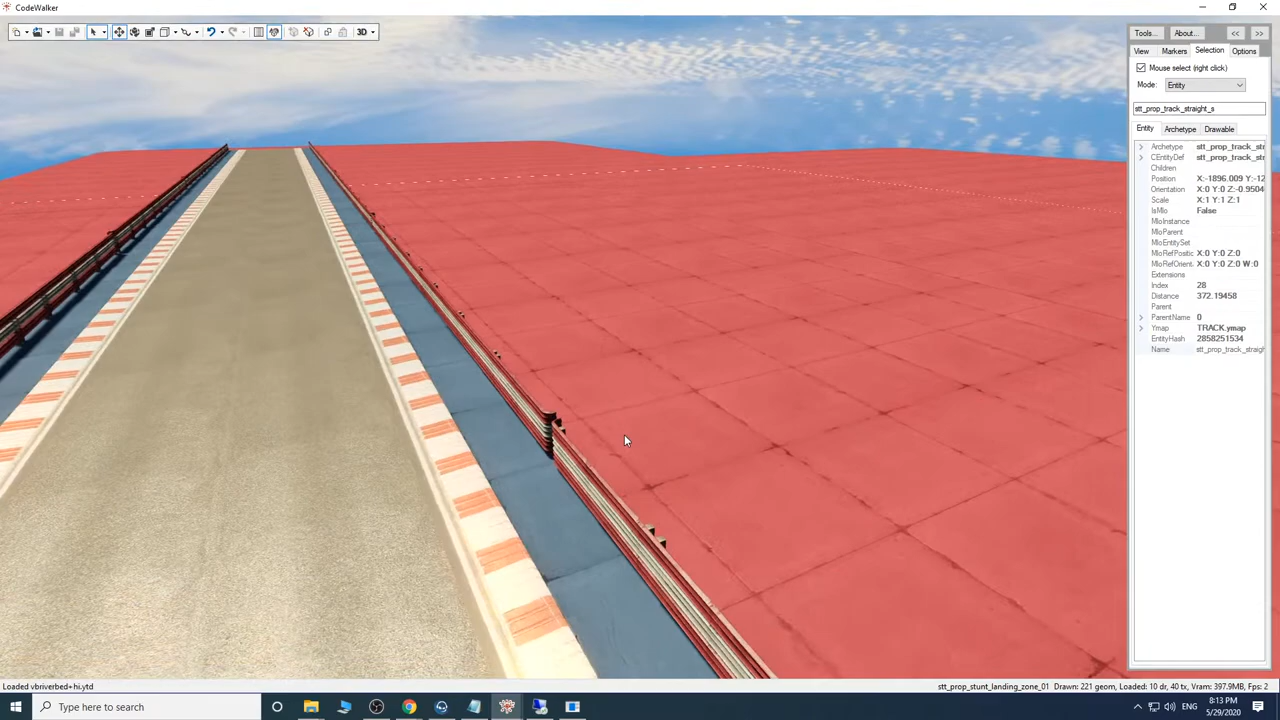 CodeWalker
3D
Tools... About... << >>
View Markers Selection Options
Mouse select (right click)
Mode: Entity
stt_prop_track_straight_s
Entity Archetype Drawable
Archetype stt_prop_track_str
CEntityDef stt_prop_track_str
Children
Position X:-1896.009 Y:-12
Orientation X:0 Y:0 Z:-0.9504
Scale X:1 Y:1 Z:1
IsMlo False
MloInstance
MloParent
MloEntitySet
MloRefPositic X:0 Y:0 Z:0
MloRefOrient X:0 Y:0 Z:0 W:0
Extensions
Index 28
Distance 372.19458
Parent
ParentName 0
Ymap TRACK.ymap
EntityHash 2858251534
Name stt_prop_track_straigh
Loaded vbriverbed+hi.ytd
stt_prop_stunt_landing_zone_01 Drawn: 221 geom, Loaded: 10 dr, 40 tx, Vram: 397.9MB, Fps: 2
Type here to search
ENG
8:13 PM
5/29/2020